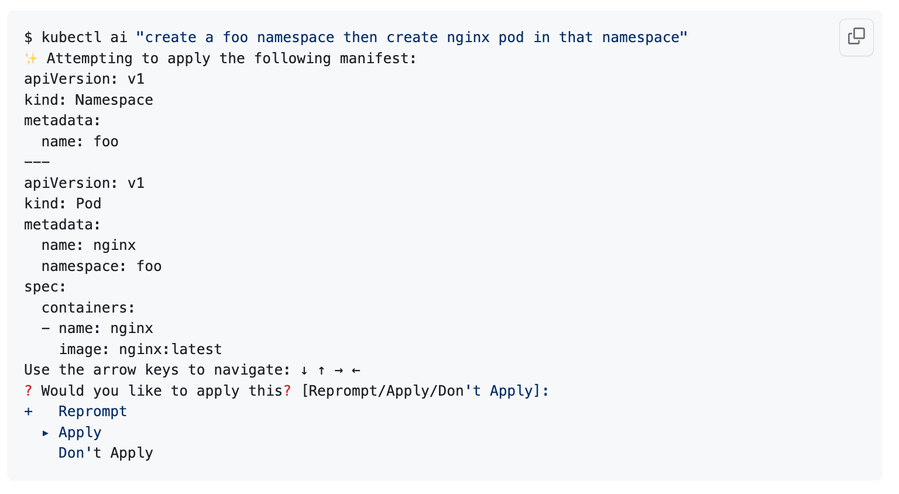 $ kubectl ai "create a foo namespace then create nginx pod in that namespace"
✨ Attempting to apply the following manifest:
apiVersion: v1
kind: Namespace
metadata:
  name: foo
---
apiVersion: v1
kind: Pod
metadata:
  name: nginx
  namespace: foo
spec:
  containers:
  - name: nginx
    image: nginx:latest
Use the arrow keys to navigate: ↓ ↑ → ←
? Would you like to apply this? [Reprompt/Apply/Don't Apply]:
+   Reprompt
  ▸ Apply
    Don't Apply